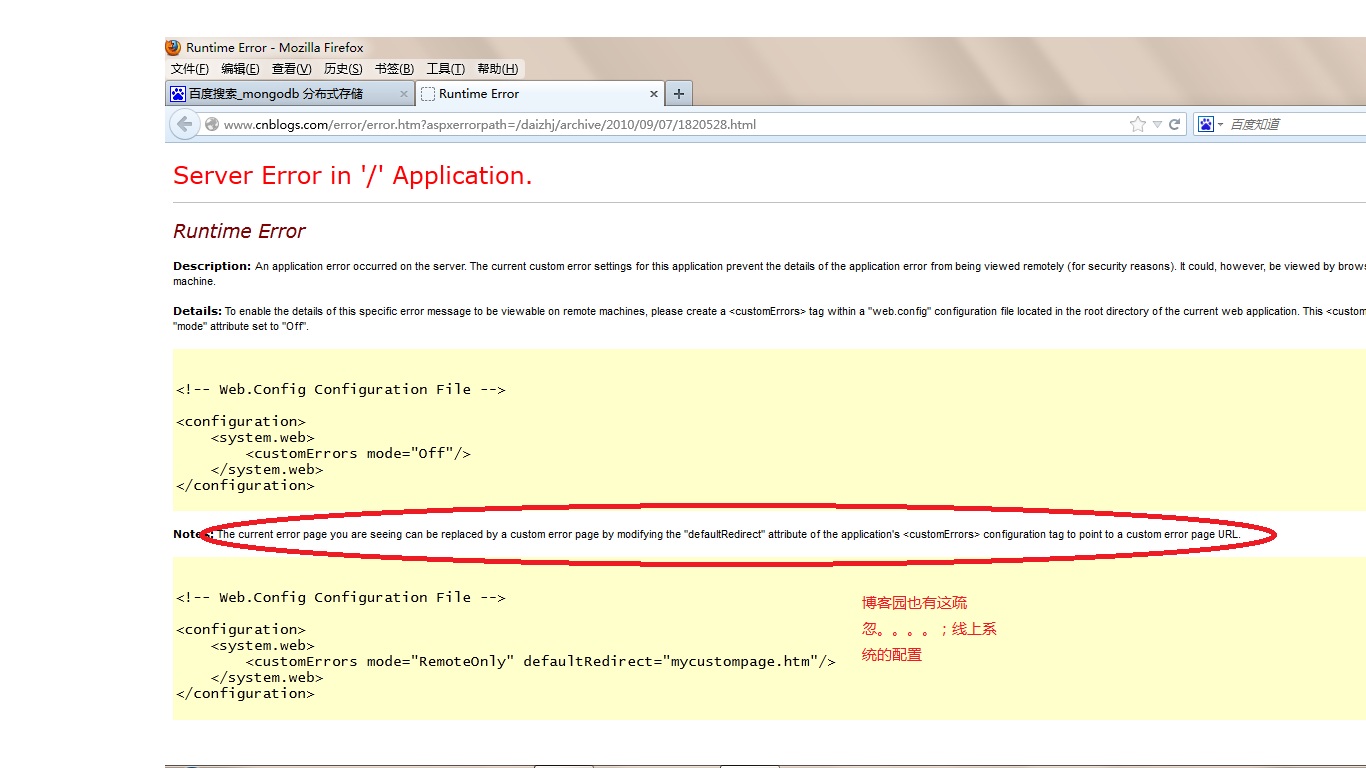 Runtime Error - Mozilla Firefox
文件(F) 编辑(E) 查看(V) 历史(S) 书签(B) 工具(T) 帮助(H)
百度搜索_mongodb 分布式存储 × Runtime Error × +
www.cnblogs.com/error/error.htm?aspxerrorpath=/daizhj/archive/2010/09/07/1820528.html 百度知道
Server Error in '/' Application.
Runtime Error
Description: An application error occurred on the server. The current custom error settings for this application prevent the details of the application error from being viewed remotely (for security reasons). It could, however, be viewed by brows
machine.
Details: To enable the details of this specific error message to be viewable on remote machines, please create a <customErrors> tag within a "web.config" configuration file located in the root directory of the current web application. This <custom
"mode" attribute set to "Off".
<!-- Web.Config Configuration File -->
<configuration>
    <system.web>
        <customErrors mode="Off"/>
    </system.web>
</configuration>
Notes: The current error page you are seeing can be replaced by a custom error page by modifying the "defaultRedirect" attribute of the application's <customErrors> configuration tag to point to a custom error page URL.
<!-- Web.Config Configuration File -->
<configuration>
    <system.web>
        <customErrors mode="RemoteOnly" defaultRedirect="mycustompage.htm"/>
    </system.web>
</configuration>
博客园也有这疏
忽。。。。；线上系
统的配置